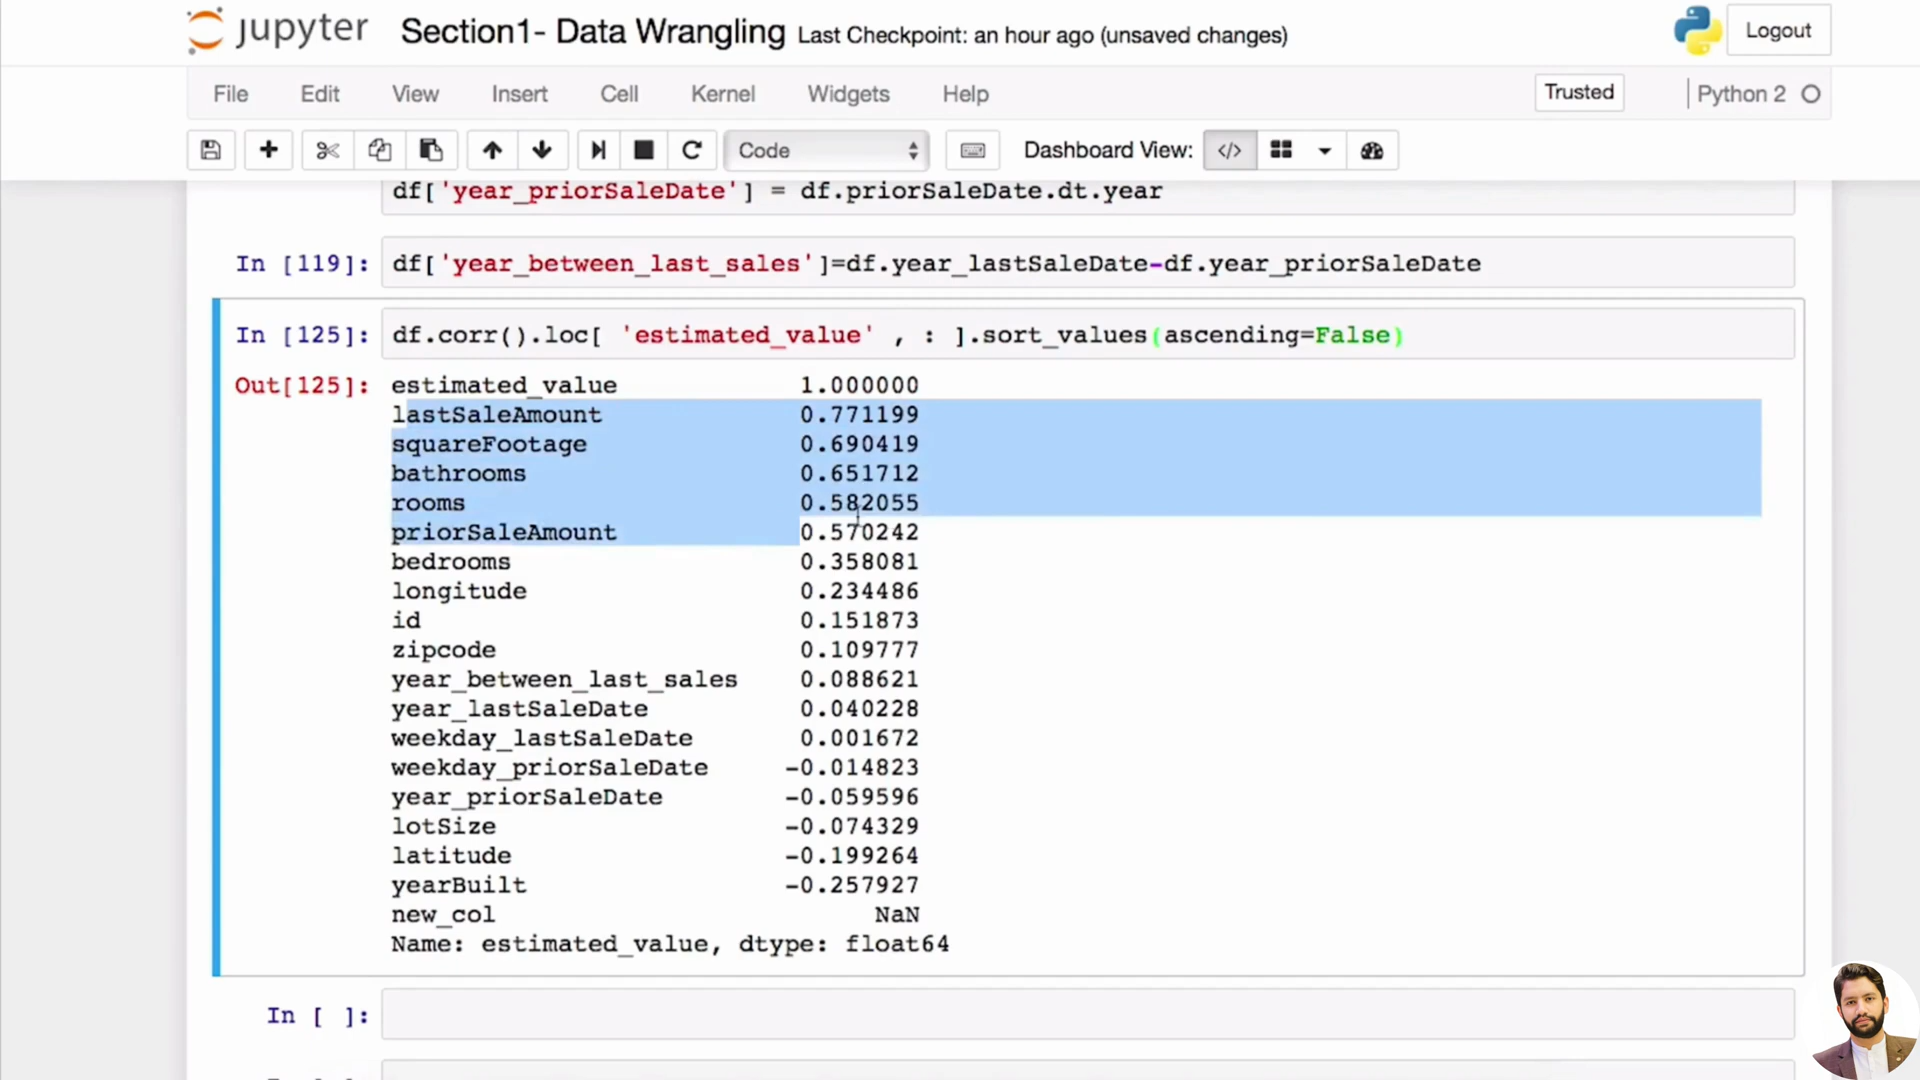 jupyter Section1- Data Wrangling Last Checkpoint: an hour ago (unsaved changes) Logout
File Edit View Insert Cell Kernel Widgets Help Trusted Python 2
Code Dashboard View: </>
df['year_priorSaleDate'] = df.priorSaleDate.dt.year
In [119]: df['year_between_last_sales']=df.year_lastSaleDate-df.year_priorSaleDate
In [125]: df.corr().loc[ 'estimated_value' , : ].sort_values(ascending=False)
Out[125]: estimated_value 1.000000
lastSaleAmount 0.771199
squareFootage 0.690419
bathrooms 0.651712
rooms 0.582055
priorSaleAmount 0.570242
bedrooms 0.358081
longitude 0.234486
id 0.151873
zipcode 0.109777
year_between_last_sales 0.088621
year_lastSaleDate 0.040228
weekday_lastSaleDate 0.001672
weekday_priorSaleDate -0.014823
year_priorSaleDate -0.059596
lotSize -0.074329
latitude -0.199264
yearBuilt -0.257927
new_col NaN
Name: estimated_value, dtype: float64
In [ ]: